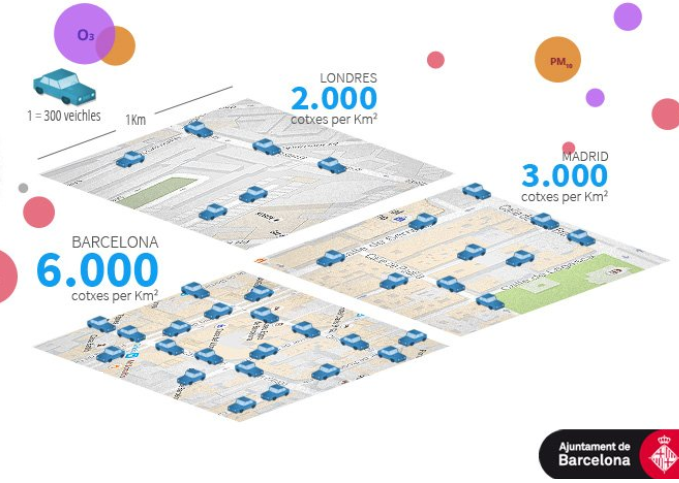 O₃
PM₁₀
1 = 300 veichles
1Km
LONDRES
2.000
cotxes per Km²
MADRID
3.000
cotxes per Km²
BARCELONA
6.000
cotxes per Km²
Ajuntament de
Barcelona